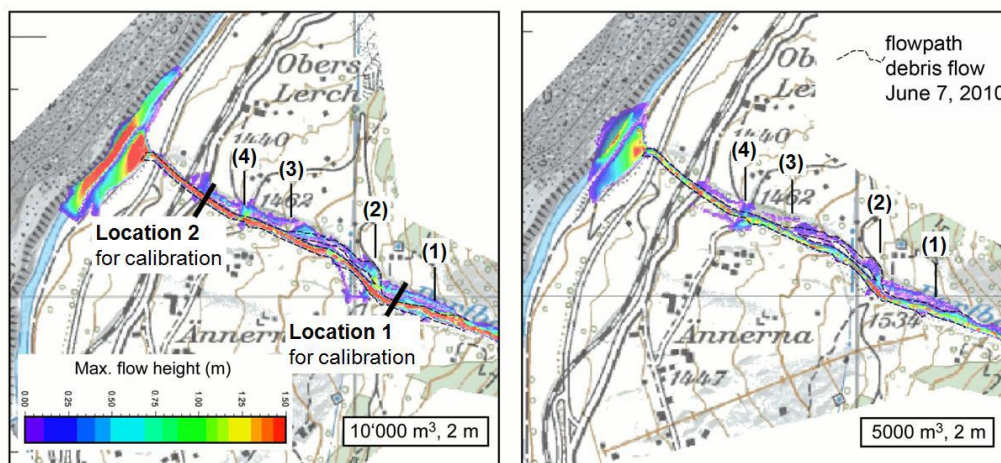 Obers
Lerch
1440
(4)
(3)
1462
(2)
(1)
Location 2
for calibration
Location 1
for calibration
Annern
Max. flow height (m)
0.00
0.25
0.50
0.75
1.00
1.25
1.50
10'000 m³, 2 m
flowpath
debris flow
June 7, 2010
Ob
1440
(4)
(3)
1462
(2)
(1)
1534
Annerna
1447
5000 m³, 2 m